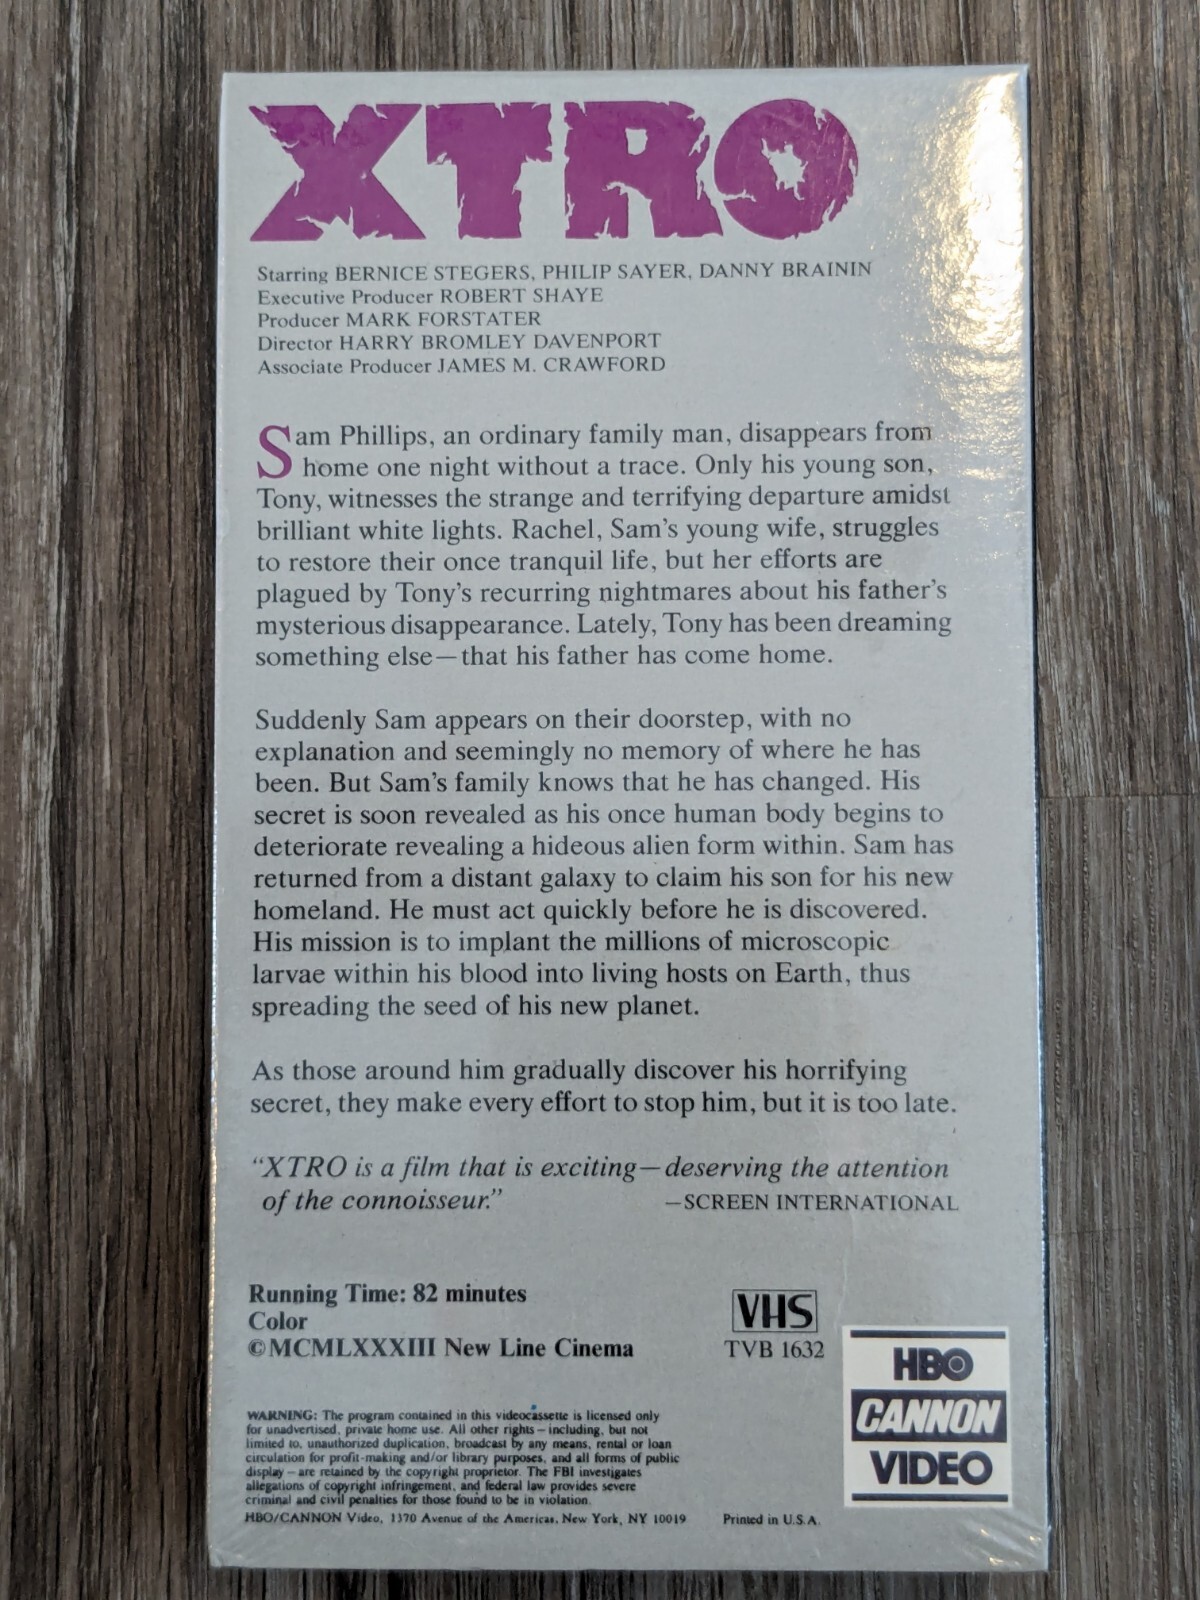 XTRO
Starring BERNICE STEGERS, PHILIP SAYER, DANNY BRAININ
Executive Producer ROBERT SHAYE
Producer MARK FORSTATER
Director HARRY BROMLEY DAVENPORT
Associate Producer JAMES M. CRAWFORD
Sam Phillips, an ordinary family man, disappears from
home one night without a trace. Only his young son,
Tony, witnesses the strange and terrifying departure amidst
brilliant white lights. Rachel, Sam's young wife, struggles
to restore their once tranquil life, but her efforts are
plagued by Tony's recurring nightmares about his father's
mysterious disappearance. Lately, Tony has been dreaming
something else—that his father has come home.
Suddenly Sam appears on their doorstep, with no
explanation and seemingly no memory of where he has
been. But Sam's family knows that he has changed. His
secret is soon revealed as his once human body begins to
deteriorate revealing a hideous alien form within. Sam has
returned from a distant galaxy to claim his son for his new
homeland. He must act quickly before he is discovered.
His mission is to implant the millions of microscopic
larvae within his blood into living hosts on Earth, thus
spreading the seed of his new planet.
As those around him gradually discover his horrifying
secret, they make every effort to stop him, but it is too late.
“XTRO is a film that is exciting—deserving the attention
of the connoisseur.” —SCREEN INTERNATIONAL
Running Time: 82 minutes
Color
©MCMLXXXIII New Line Cinema
VHS
TVB 1632
HBO
CANNON
VIDEO
WARNING: The program contained in this videocassette is licensed only
for unadvertised, private home use. All other rights—including, but not
limited to, unauthorized duplication, broadcast by any means, rental or loan
circulation for profit-making and/or library purposes, and all forms of public
display—are retained by the copyright proprietor. The FBI investigates
allegations of copyright infringement, and federal law provides severe
criminal and civil penalties for those found to be in violation.
HBO/CANNON Video, 1370 Avenue of the Americas, New York, NY 10019 Printed in U.S.A.